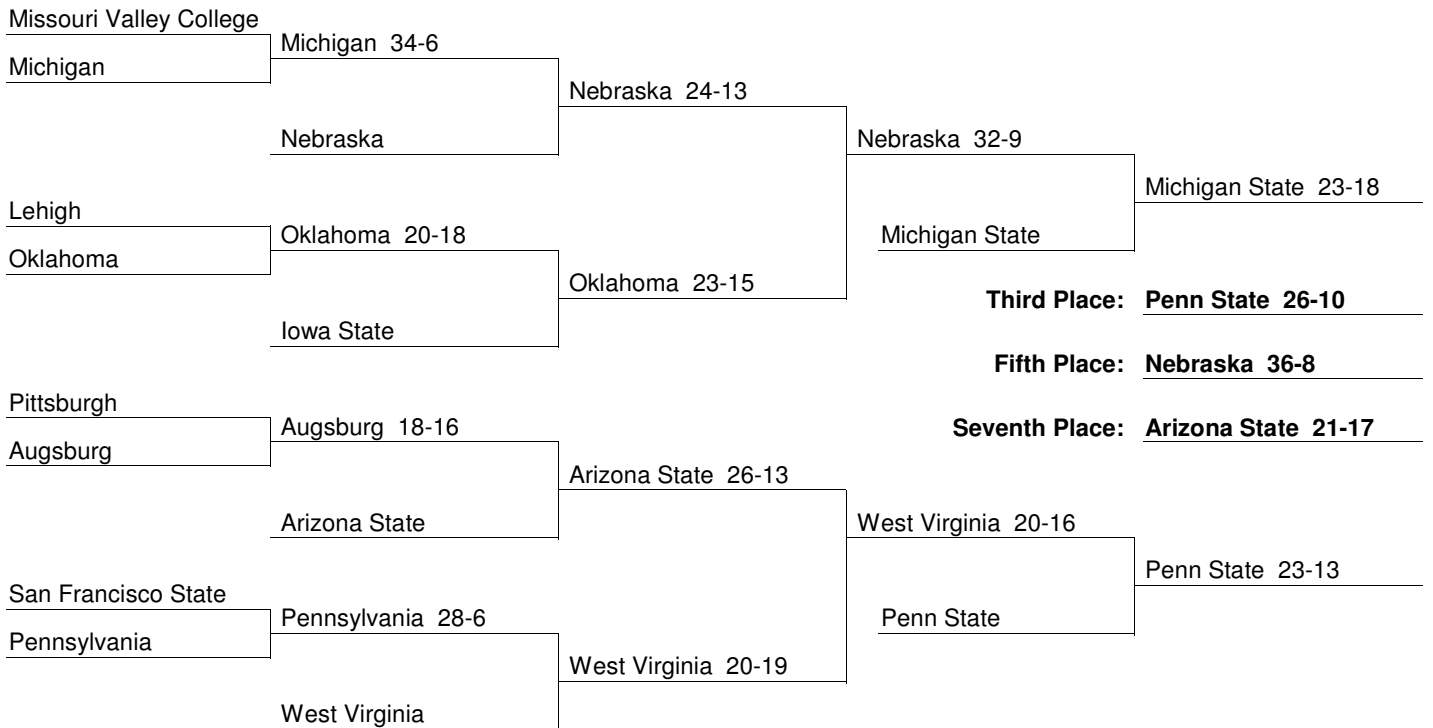 Missouri Valley College
Michigan 34-6
Michigan
Nebraska 24-13
Nebraska
Nebraska 32-9
Michigan State 23-18
Lehigh
Oklahoma 20-18
Michigan State
Oklahoma
Oklahoma 23-15
Third Place: Penn State 26-10
Iowa State
Fifth Place: Nebraska 36-8
Pittsburgh
Augsburg 18-16
Seventh Place: Arizona State 21-17
Augsburg
Arizona State 26-13
Arizona State
West Virginia 20-16
Penn State 23-13
San Francisco State
Pennsylvania 28-6
Penn State
Pennsylvania
West Virginia 20-19
West Virginia